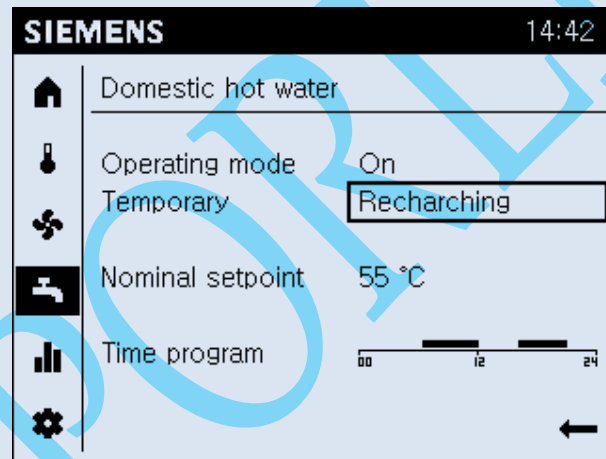 SIEMENS 14:42
Domestic hot water
Operating mode On
Temporary Recharching
Nominal setpoint 55 °C
Time program
00 12 24